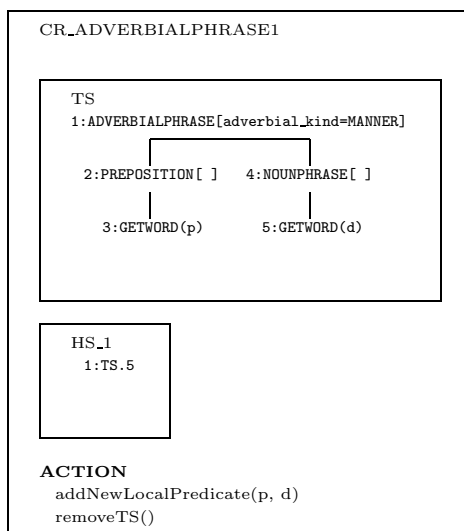 CR_ADVERBIALPHRASE1
TS
1:ADVERBIALPHRASE[adverbial_kind=MANNER]
2:PREPOSITION[ ] 4:NOUNPHRASE[ ]
3:GETWORD(p) 5:GETWORD(d)
HS_1
1:TS.5
ACTION
addNewLocalPredicate(p, d)
removeTS()